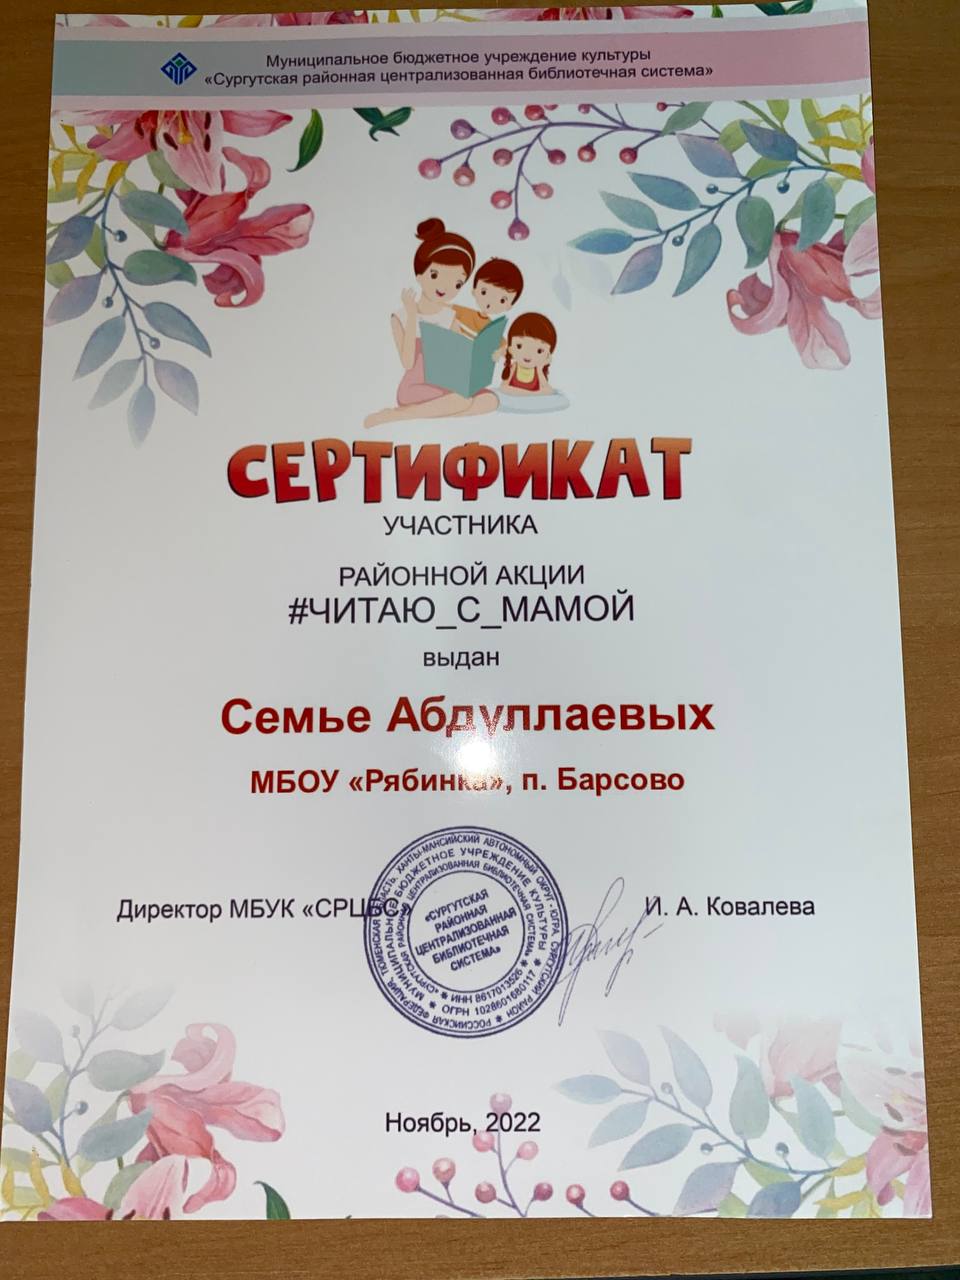 Муниципальное бюджетное учреждение культуры
«Сургутская районная централизованная библиотечная система»
СЕРТИФИКАТ
УЧАСТНИКА
РАЙОННОЙ АКЦИИ
#ЧИТАЮ_С_МАМОЙ
выдан
Семье Абдуллаевых
МБОУ «Рябинка», п. Барсово
Директор МБУК «СРЦБС»
И. А. Ковалева
РОССИЙСКАЯ ФЕДЕРАЦИЯ, ТЮМЕНСКАЯ ОБЛАСТЬ, ХАНТЫ-МАНСИЙСКИЙ АВТОНОМНЫЙ ОКРУГ - ЮГРА, СУРГУТСКИЙ РАЙОН
МУНИЦИПАЛЬНОЕ БЮДЖЕТНОЕ УЧРЕЖДЕНИЕ КУЛЬТУРЫ * ОГРН 1028601680117 *
«СУРГУТСКАЯ РАЙОННАЯ ЦЕНТРАЛИЗОВАННАЯ БИБЛИОТЕЧНАЯ СИСТЕМА» * ИНН 8617013526 *
«СУРГУТСКАЯ
РАЙОННАЯ
ЦЕНТРАЛИЗОВАННАЯ
БИБЛИОТЕЧНАЯ
СИСТЕМА»
Ноябрь, 2022